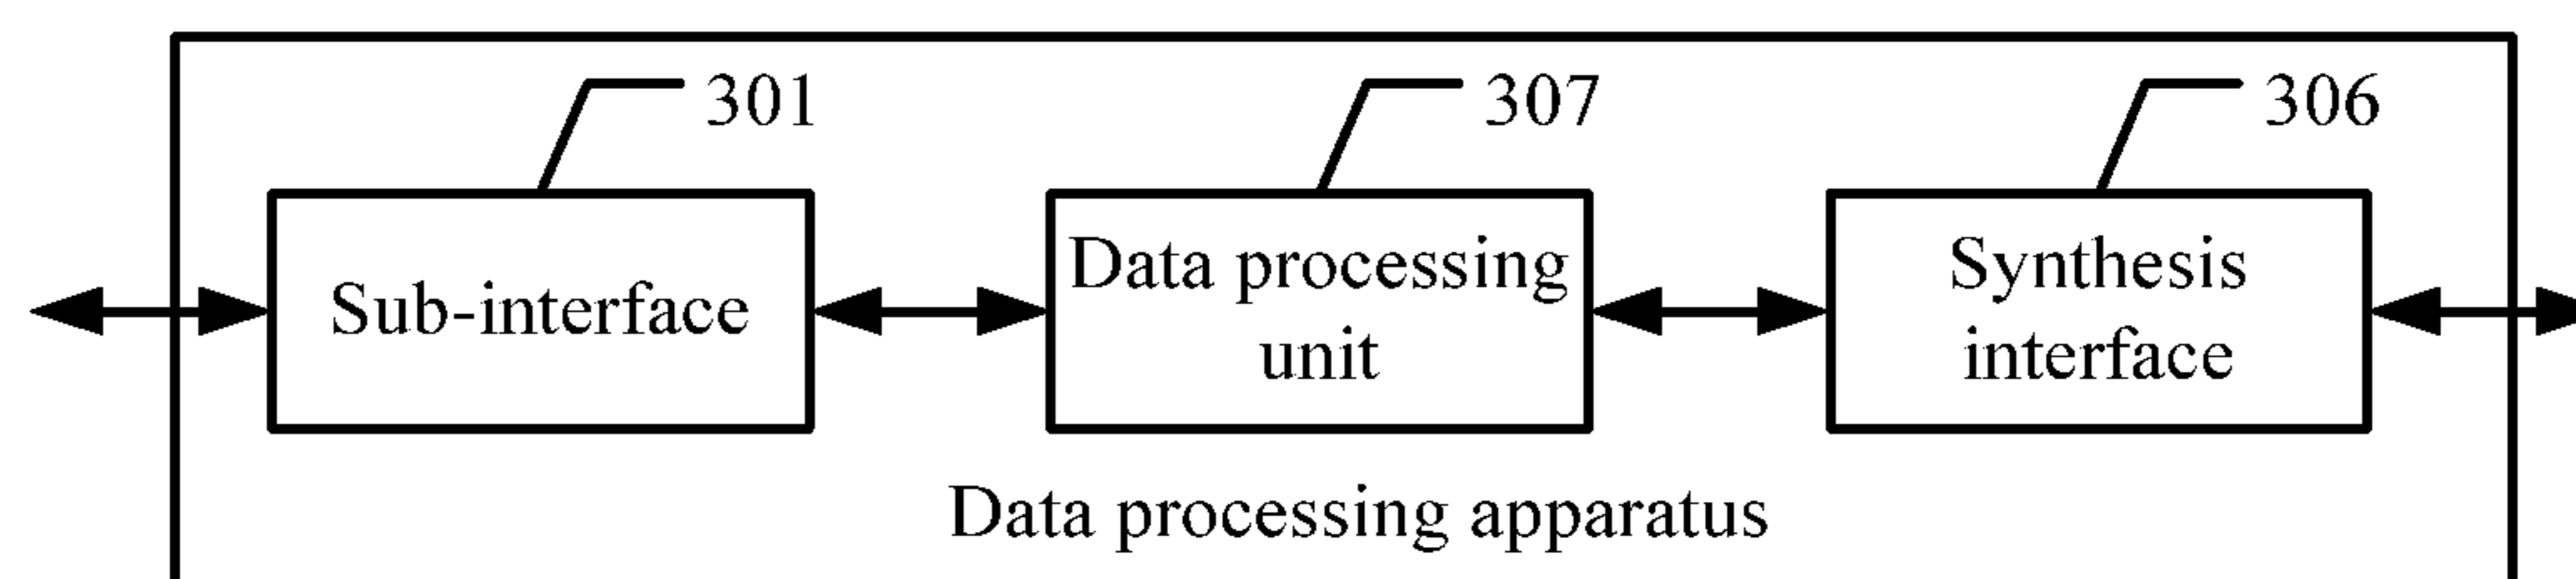 301
307
306
Sub-interface
Data processing
unit
Synthesis
interface
Data processing apparatus